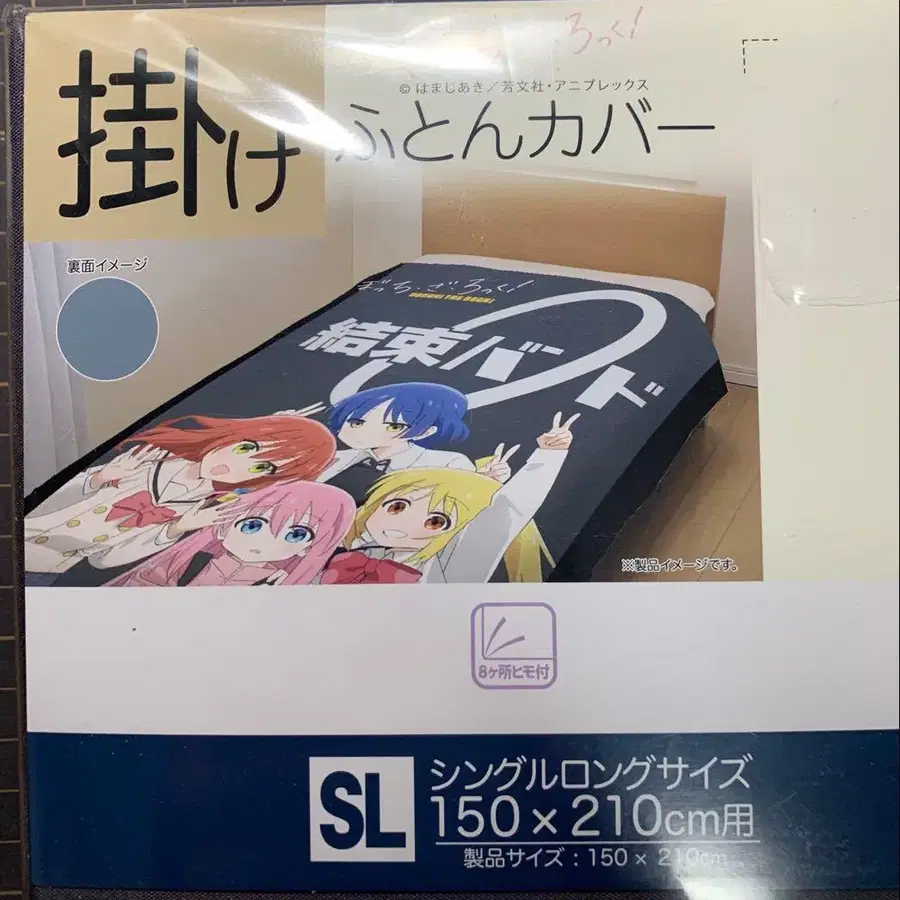 ろっく!
© はまじあき／芳文社・アニプレックス
掛けふとんカバー
裏面イメージ
ぼっち・ざ・ろっく!
BOCCHI THE ROCK!
結束バンド
※製品イメージです。
8ヶ所ヒモ付
SL
シングルロングサイズ
150×210cm用
製品サイズ：150×210cm